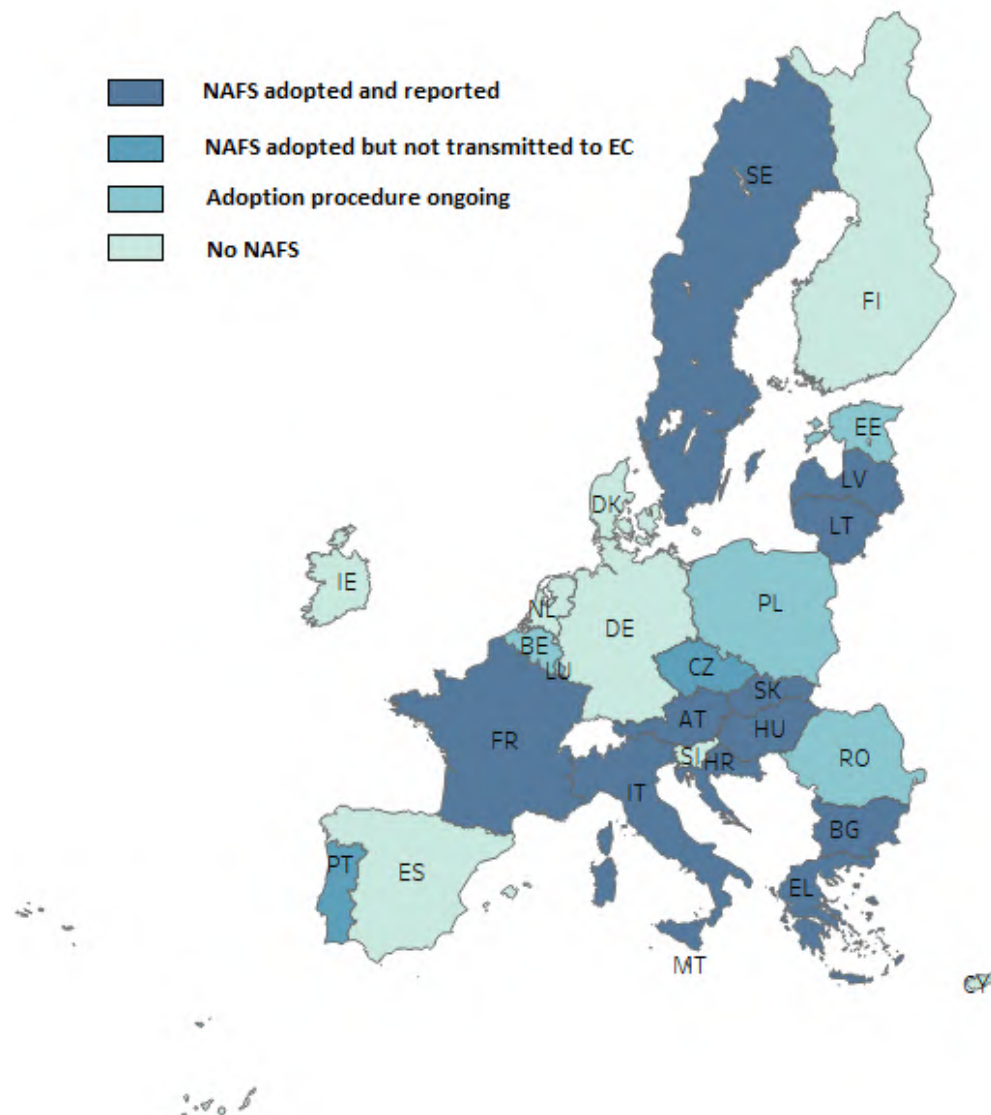 NAFS adopted and reported
NAFS adopted but not transmitted to EC
Adoption procedure ongoing
No NAFS
SE
FI
EE
LV
LT
DK
IE
NL
DE
PL
BE
LU
CZ
SK
AT
HU
FR
SI
HR
RO
IT
BG
PT
ES
EL
MT
CY